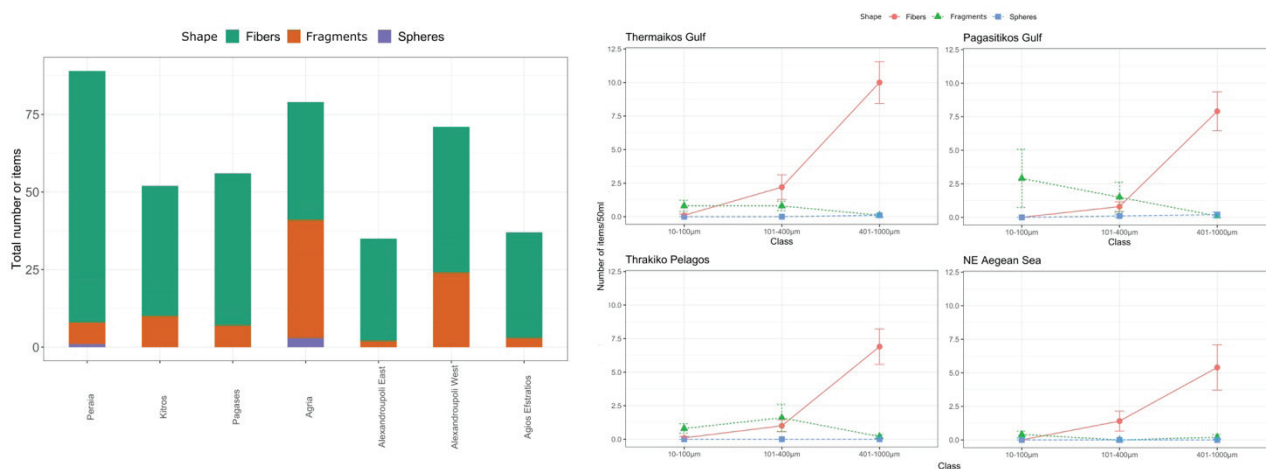 Shape Fibers Fragments Spheres
Total number or items
75
50
25
0
Peraia
Kitros
Pagases
Agria
Alexandroupoli East
Alexandroupoli West
Agios Efstratios
Shape Fibers Fragments Spheres
Number of items/50ml
Thermaikos Gulf
12.5
10.0
7.5
5.0
2.5
0.0
10-100μm 101-400μm 401-1000μm
Class
Pagasitikos Gulf
12.5
10.0
7.5
5.0
2.5
0.0
10-100μm 101-400μm 401-1000μm
Class
Thrakiko Pelagos
12.5
10.0
7.5
5.0
2.5
0.0
10-100μm 101-400μm 401-1000μm
NE Aegean Sea
12.5
10.0
7.5
5.0
2.5
0.0
10-100μm 101-400μm 401-1000μm
Class